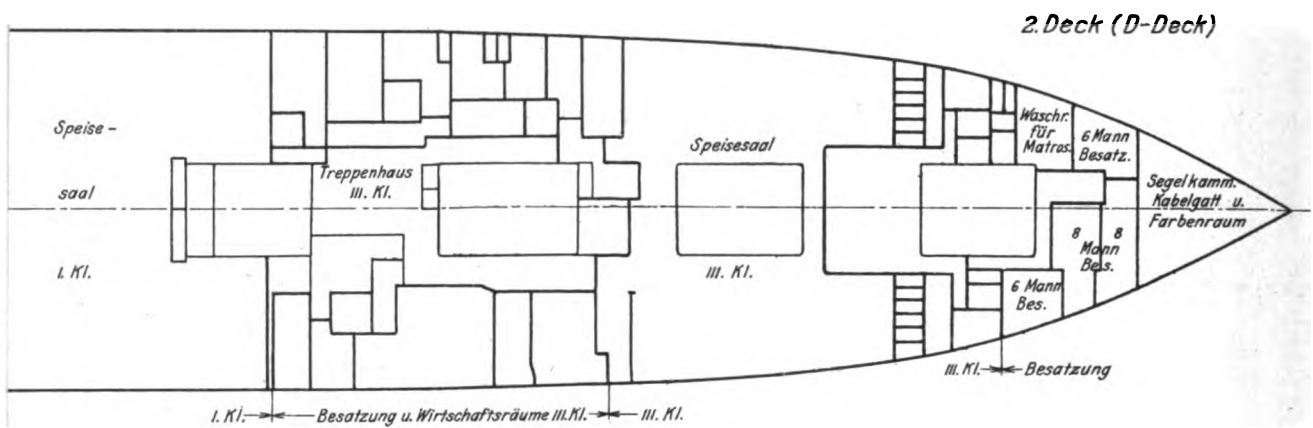 2. Deck (D-Deck)
Speise-
saal
I. Kl.
Treppenhaus
III. Kl.
Speisesaal
III. Kl.
Waschr.
für
Matros.
6 Mann
Besatz.
Segelkamm.
Kabelgatt u.
Farbenraum
8 8
Mann
Bes.
6 Mann
Bes.
III. Kl. Besatzung
I. Kl. Besatzung u. Wirtschaftsräume III. Kl. III. Kl.